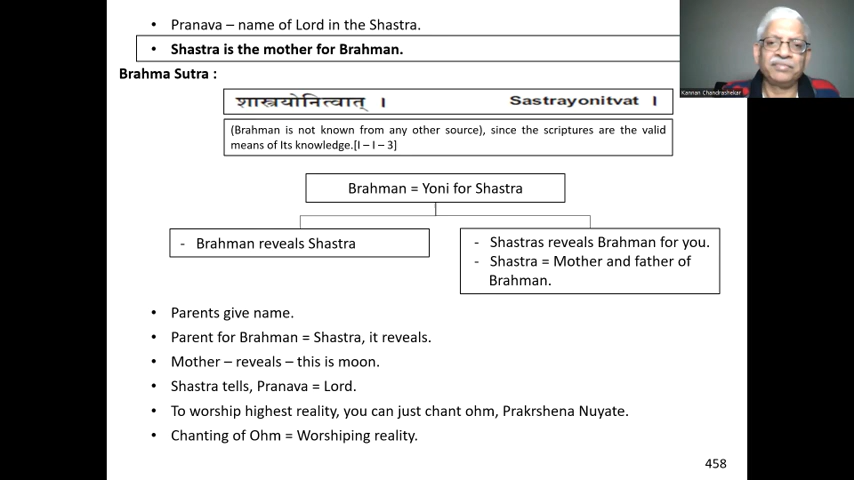 • Pranava – name of Lord in the Shastra.
• Shastra is the mother for Brahman.
Kannan Chandrashekar
Brahma Sutra :
शास्त्रयोनित्वात् । Sastrayonitvat ।
(Brahman is not known from any other source), since the scriptures are the valid
means of Its knowledge.[I – I – 3]
Brahman = Yoni for Shastra
- Brahman reveals Shastra
- Shastras reveals Brahman for you.
- Shastra = Mother and father of
Brahman.
• Parents give name.
• Parent for Brahman = Shastra, it reveals.
• Mother – reveals – this is moon.
• Shastra tells, Pranava = Lord.
• To worship highest reality, you can just chant ohm, Prakrshena Nuyate.
• Chanting of Ohm = Worshiping reality.
458